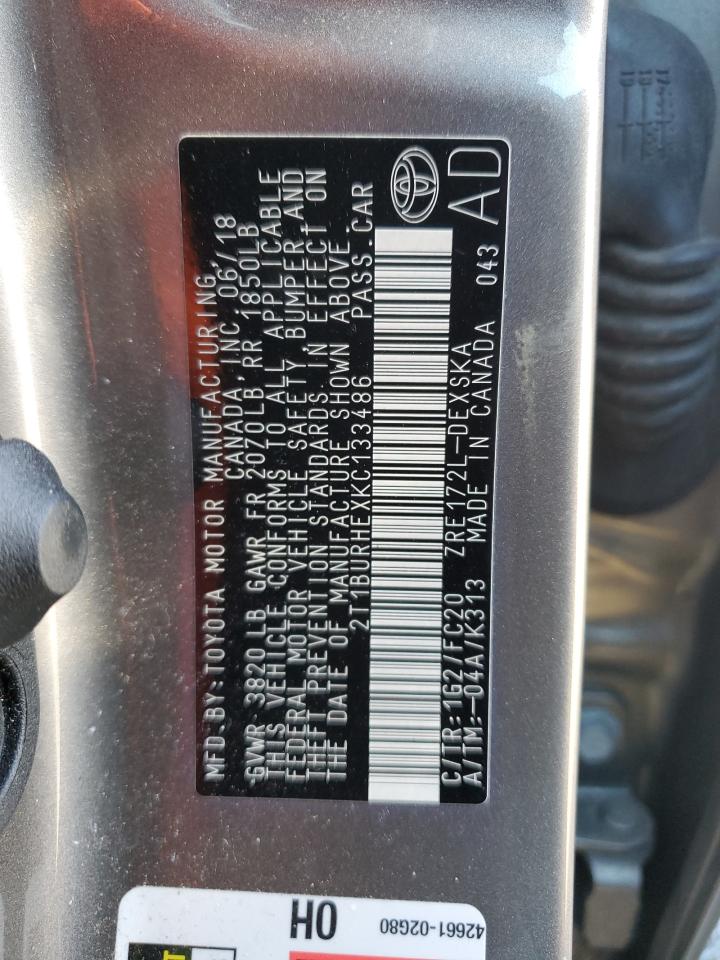 MFD.BY:TOYOTA MOTOR MANUFACTURING,
CANADA, INC. 06/18
GVWR 3820 LB GAWR FR 2070LB, RR 1850LB
THIS VEHICLE CONFORMS TO ALL APPLICABLE
FEDERAL MOTOR VEHICLE SAFETY, BUMPER, AND
THEFT PREVENTION STANDARDS IN EFFECT ON
THE DATE OF MANUFACTURE SHOWN ABOVE.
2T1BURHEXKC133486 PASS.CAR
C/TR:1G2/FC20 ZRE172L-DEXSKA
A/TM:-04A/K313 MADE IN CANADA 043
AD
0H
42661-02G80